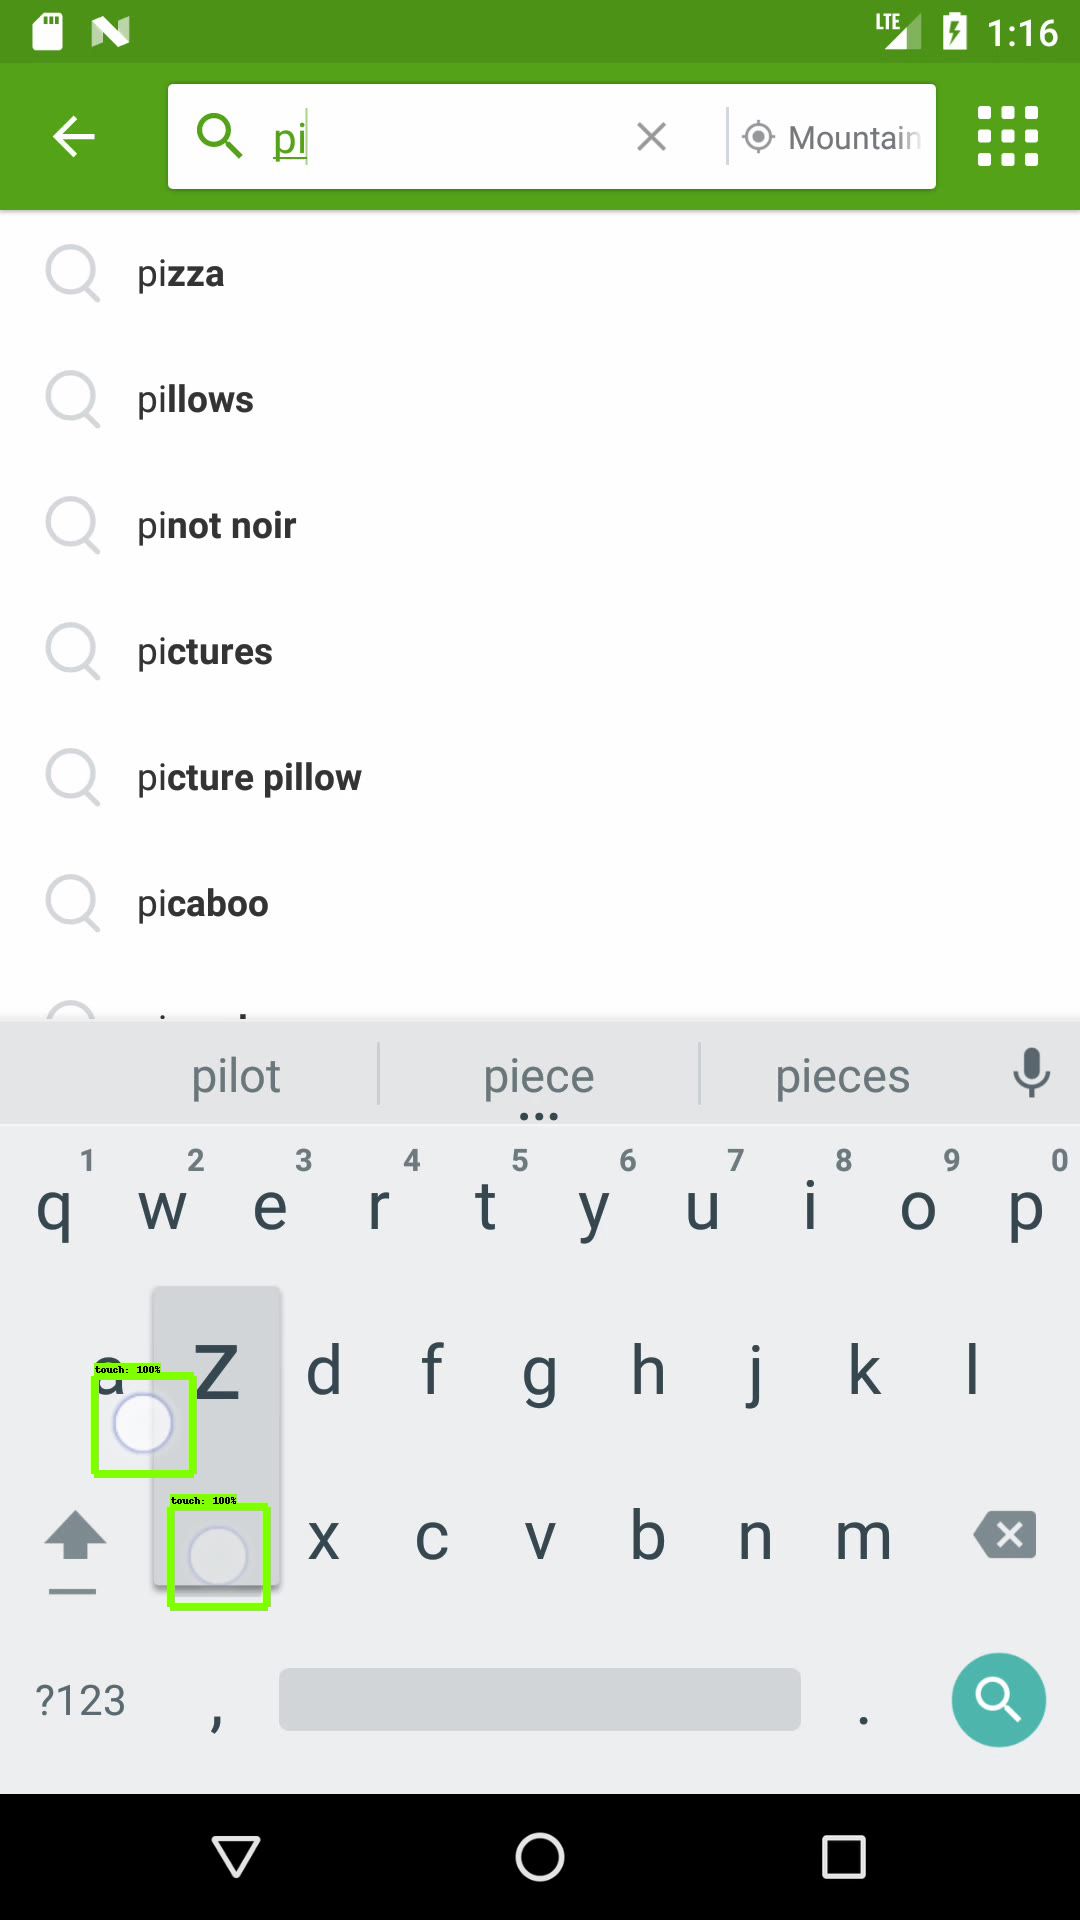 LTE 1:16
pi Mountain
pizza
pillows
pinot noir
pictures
picture pillow
picaboo
pilot piece pieces
1 2 3 4 5 6 7 8 9 0
q w e r t y u i o p
a Z d f g h j k l
touch: 100%
touch: 100%
x c v b n m
?123 , .